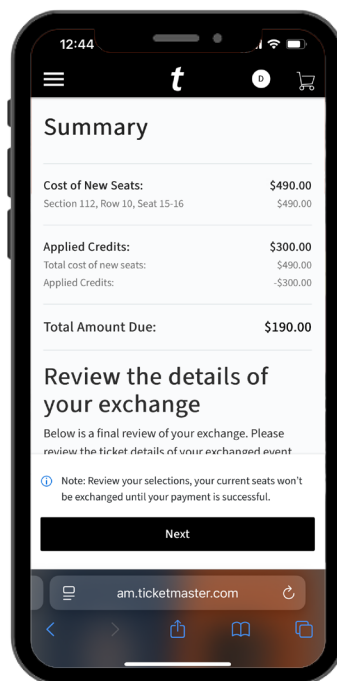 12:44
t
D
Summary
Cost of New Seats: $490.00
Section 112, Row 10, Seat 15-16 $490.00
Applied Credits: $300.00
Total cost of new seats: $490.00
Applied Credits: -$300.00
Total Amount Due: $190.00
Review the details of
your exchange
Below is a final review of your exchange. Please
review the ticket details of your exchanged event
Note: Review your selections, your current seats won't
be exchanged until your payment is successful.
Next
am.ticketmaster.com